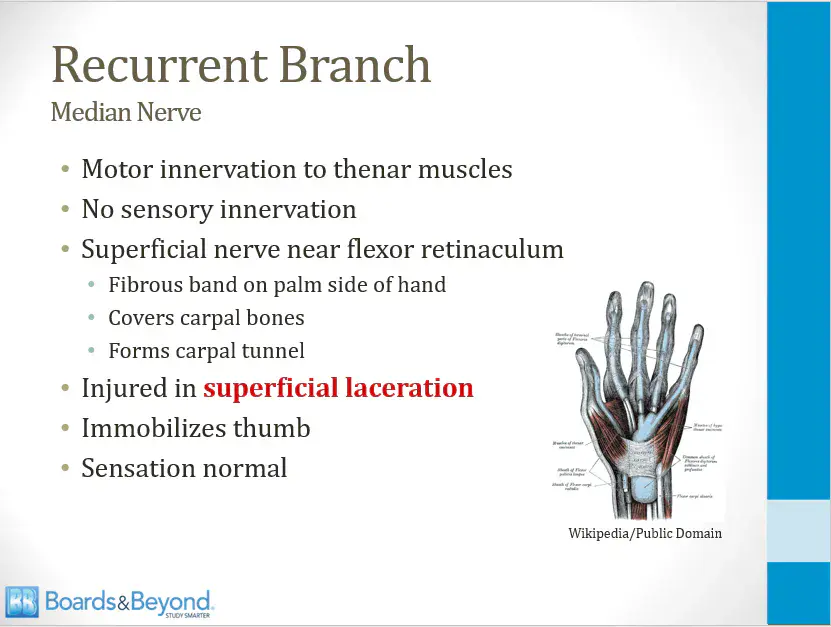 Recurrent Branch
Median Nerve
• Motor innervation to thenar muscles
• No sensory innervation
• Superficial nerve near flexor retinaculum
• Fibrous band on palm side of hand
• Covers carpal bones
• Forms carpal tunnel
• Injured in superficial laceration
• Immobilizes thumb
• Sensation normal
Wikipedia/Public Domain
BB Boards&Beyond.
STUDY SMARTER